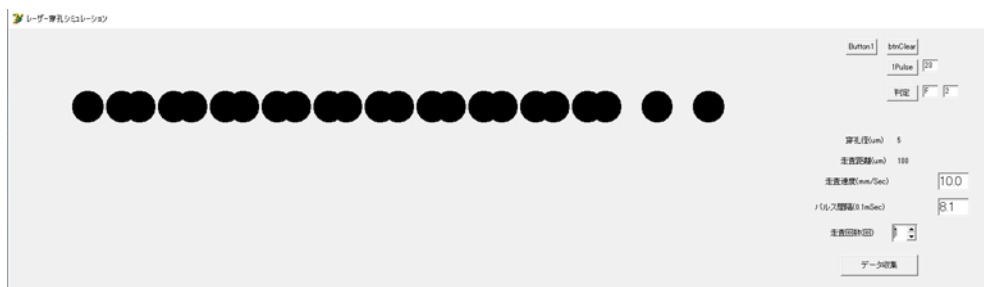 レーザー穿孔シミュレーション
Button1 btnClear
1Pulse 20
判定 F 2
穿孔径(um) 5
走査距離(um) 100
走査速度(mm/Sec) 10.0
パルス間隔(0.1mSec) 8.1
走査回数(回) 1
データ収集